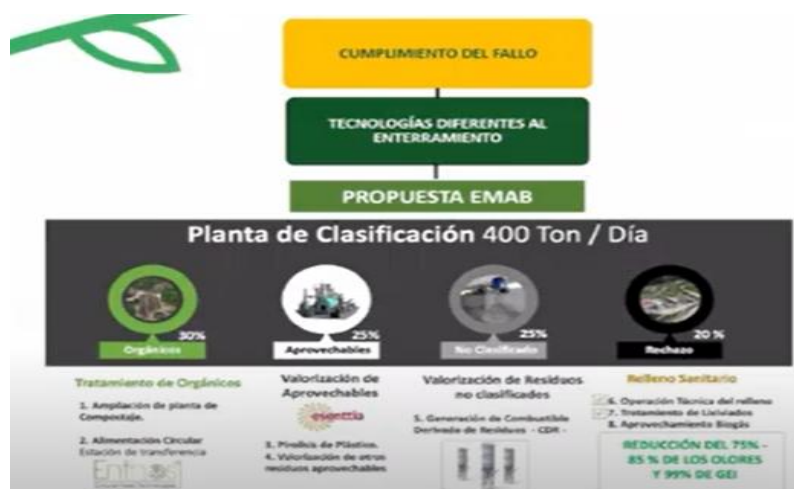 CUMPLIMIENTO DEL FALLO
TECNOLOGÍAS DIFERENTES AL
ENTERRAMIENTO
PROPUESTA EMAB
Planta de Clasificación 400 Ton / Día
30%
25%
25%
20 %
Orgánicos
Aprovechables
No Clasificado
Rechazo
Tratamiento de Orgánicos
1. Ampliación de planta de
Compostaje.
2. Alimentación Circular
Estación de transferencia
Valorización de
Aprovechables
esenttia
3. Pirolisis de Plástico.
4. Valorización de otros
residuos aprovechables
Valorización de Residuos
no clasificados
5. Generación de Combustible
Derivada de Residuos - CDR -
Relleno Sanitario
6. Operación Técnica del relleno
7. Tratamiento de Lixiviados
8. Aprovechamiento Biogás
REDUCCIÓN DEL 75% -
85 % DE LOS OLORES
Y 99% DE GEI